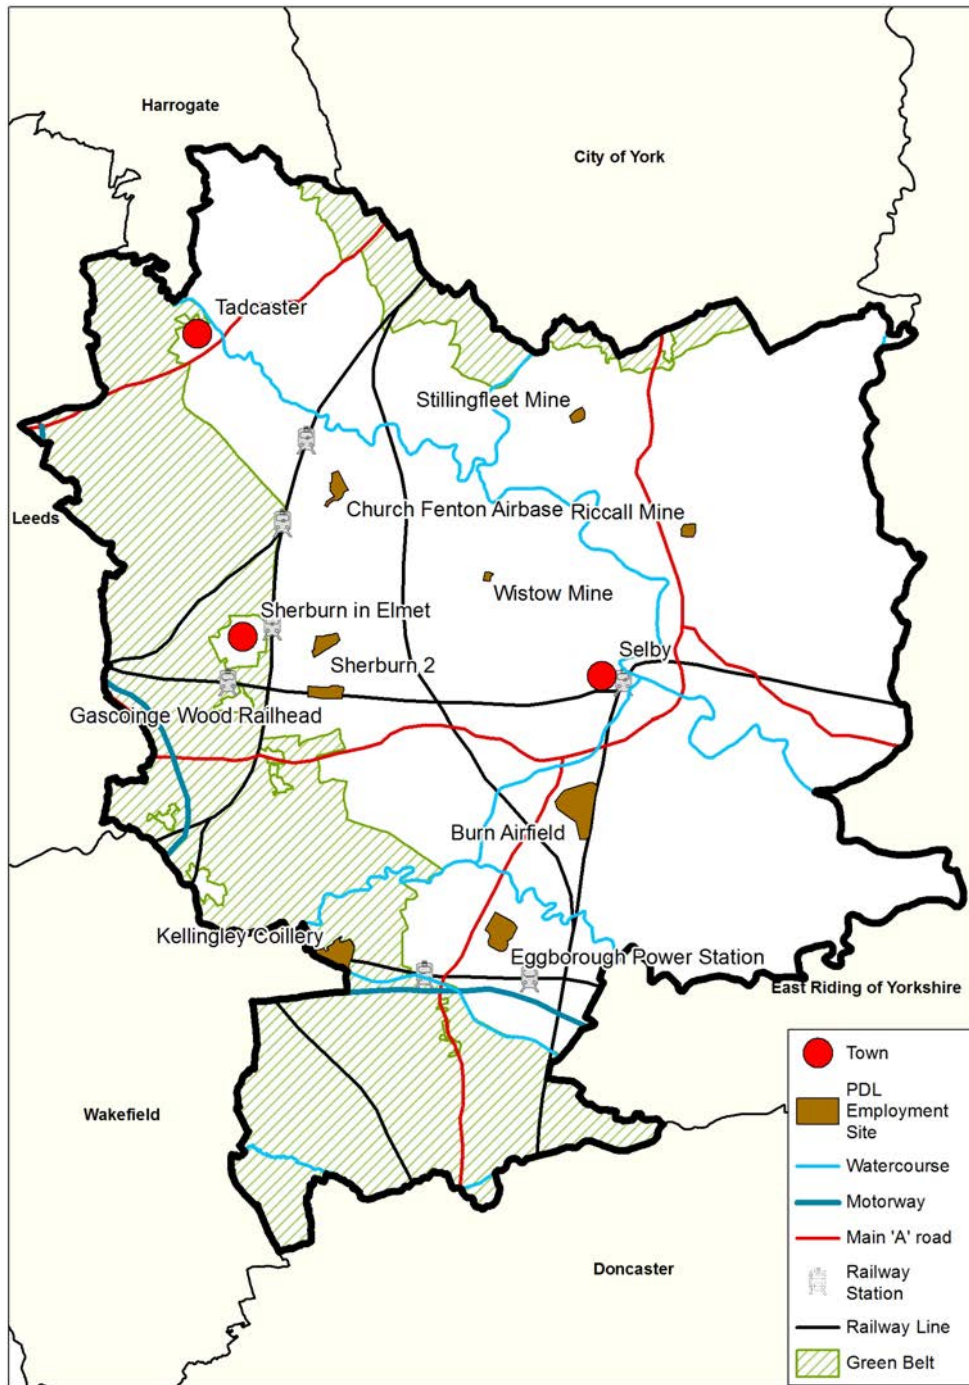 Harrogate
City of York
Tadcaster
Stillingfleet Mine
Church Fenton Airbase
Riccall Mine
Leeds
Wistow Mine
Sherburn in Elmet
Selby
Sherburn 2
Gascoinge Wood Railhead
Burn Airfield
Kellingley Coillery
Eggborough Power Station
East Riding of Yorkshire
Wakefield
Doncaster
Town
PDL
Employment
Site
Watercourse
Motorway
Main 'A' road
Railway
Station
Railway Line
Green Belt